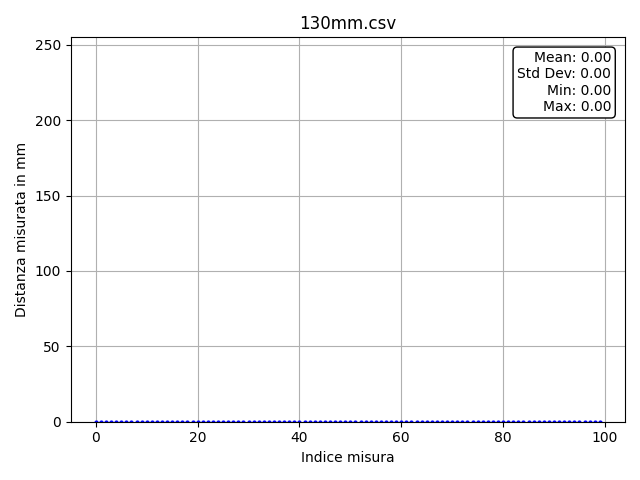 130mm.csv
Mean: 0.00
Std Dev: 0.00
Min: 0.00
Max: 0.00
Distanza misurata in mm
250
200
150
100
50
0
0 20 40 60 80 100
Indice misura